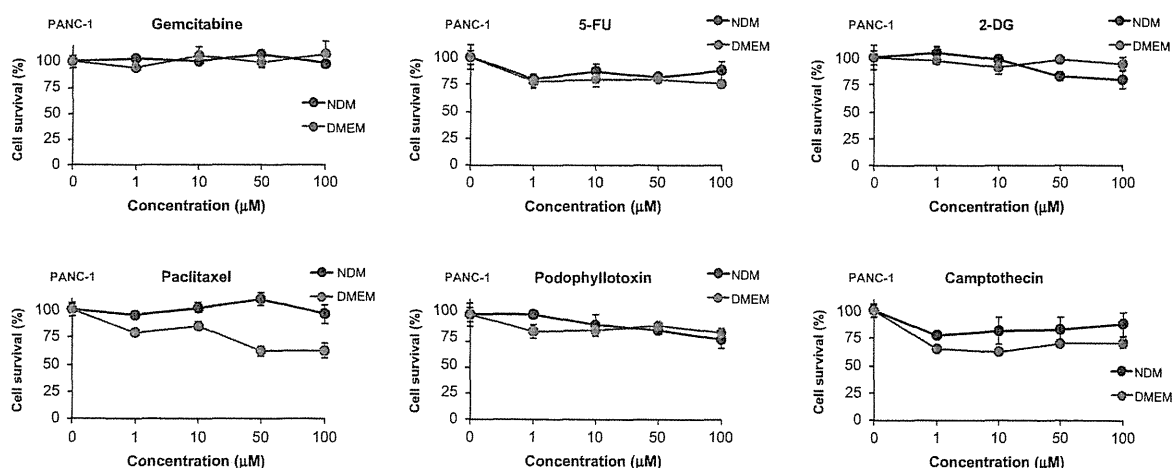 PANC-1 Gemcitabine
100
75
50
25
0
Cell survival (%)
NDM
DMEM
0 1 10 50 100
Concentration (μM)
PANC-1 5-FU
NDM
DMEM
100
75
50
25
0
Cell survival (%)
0 1 10 50 100
Concentration (μM)
PANC-1 2-DG
NDM
DMEM
100
75
50
25
0
Cell survival (%)
0 1 10 50 100
Concentration (μM)
PANC-1 Paclitaxel
NDM
DMEM
100
75
50
25
0
Cell survival (%)
0 1 10 50 100
Concentration (μM)
PANC-1 Podophyllotoxin
NDM
DMEM
100
75
50
25
0
Cell survival (%)
0 1 10 50 100
Concentration (μM)
PANC-1 Camptothecin
100
75
50
25
0
Cell survival (%)
NDM
DMEM
0 1 10 50 100
Concentration (μM)